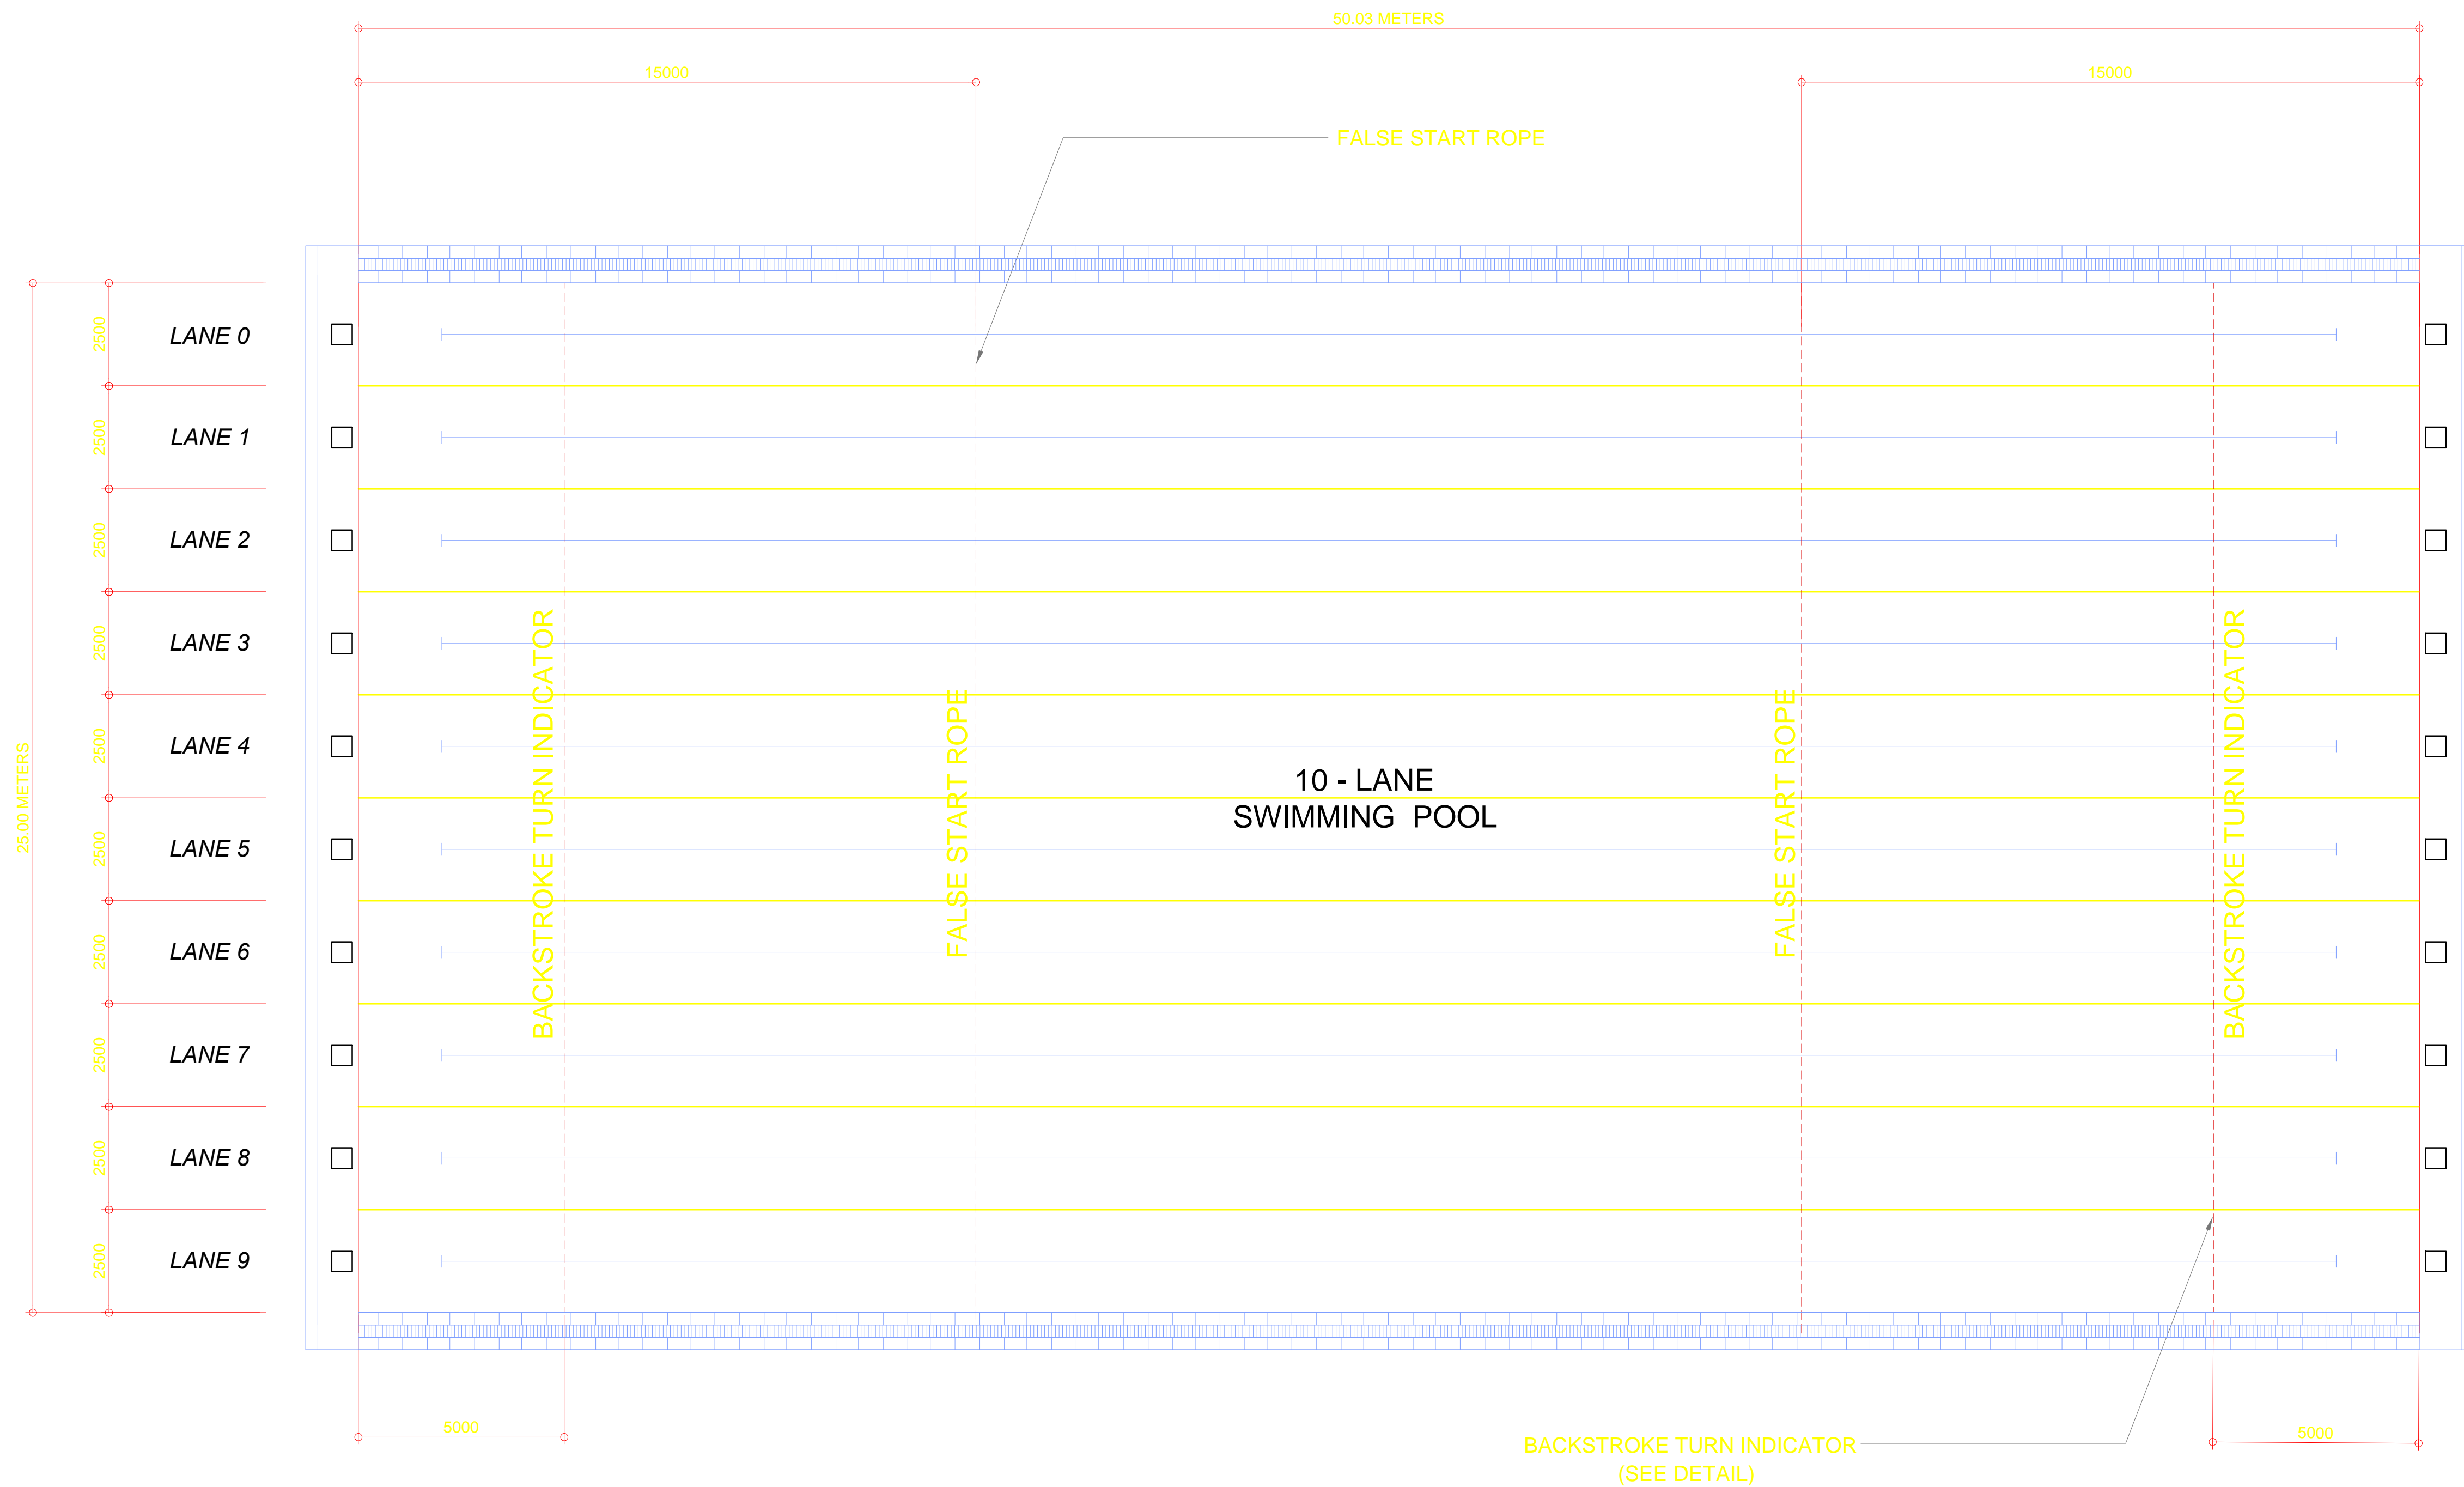 50.03 METERS
15000
15000
FALSE START ROPE
25.00 METERS
2500
LANE 0
2500
LANE 1
2500
LANE 2
2500
LANE 3
2500
LANE 4
2500
LANE 5
2500
LANE 6
2500
LANE 7
2500
LANE 8
2500
LANE 9
BACKSTROKE TURN INDICATOR
FALSE START ROPE
10 - LANE
SWIMMING POOL
FALSE START ROPE
BACKSTROKE TURN INDICATOR
5000
BACKSTROKE TURN INDICATOR
(SEE DETAIL)
5000